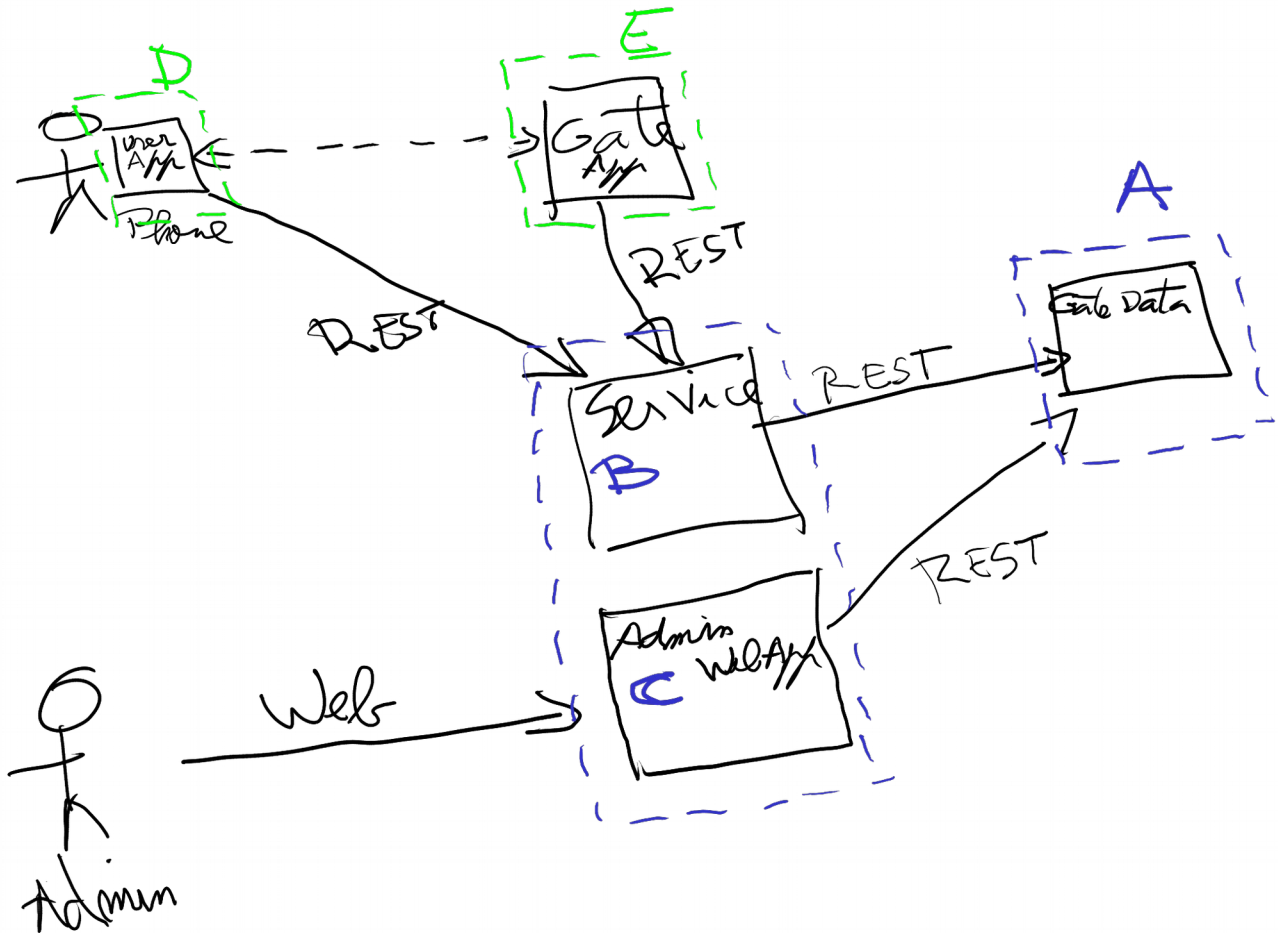 E
D
User
App
Phone
Gate
App
REST
REST
A
Gate Data
REST
Service
B
REST
Admin
WebApp
C
Web
Admin